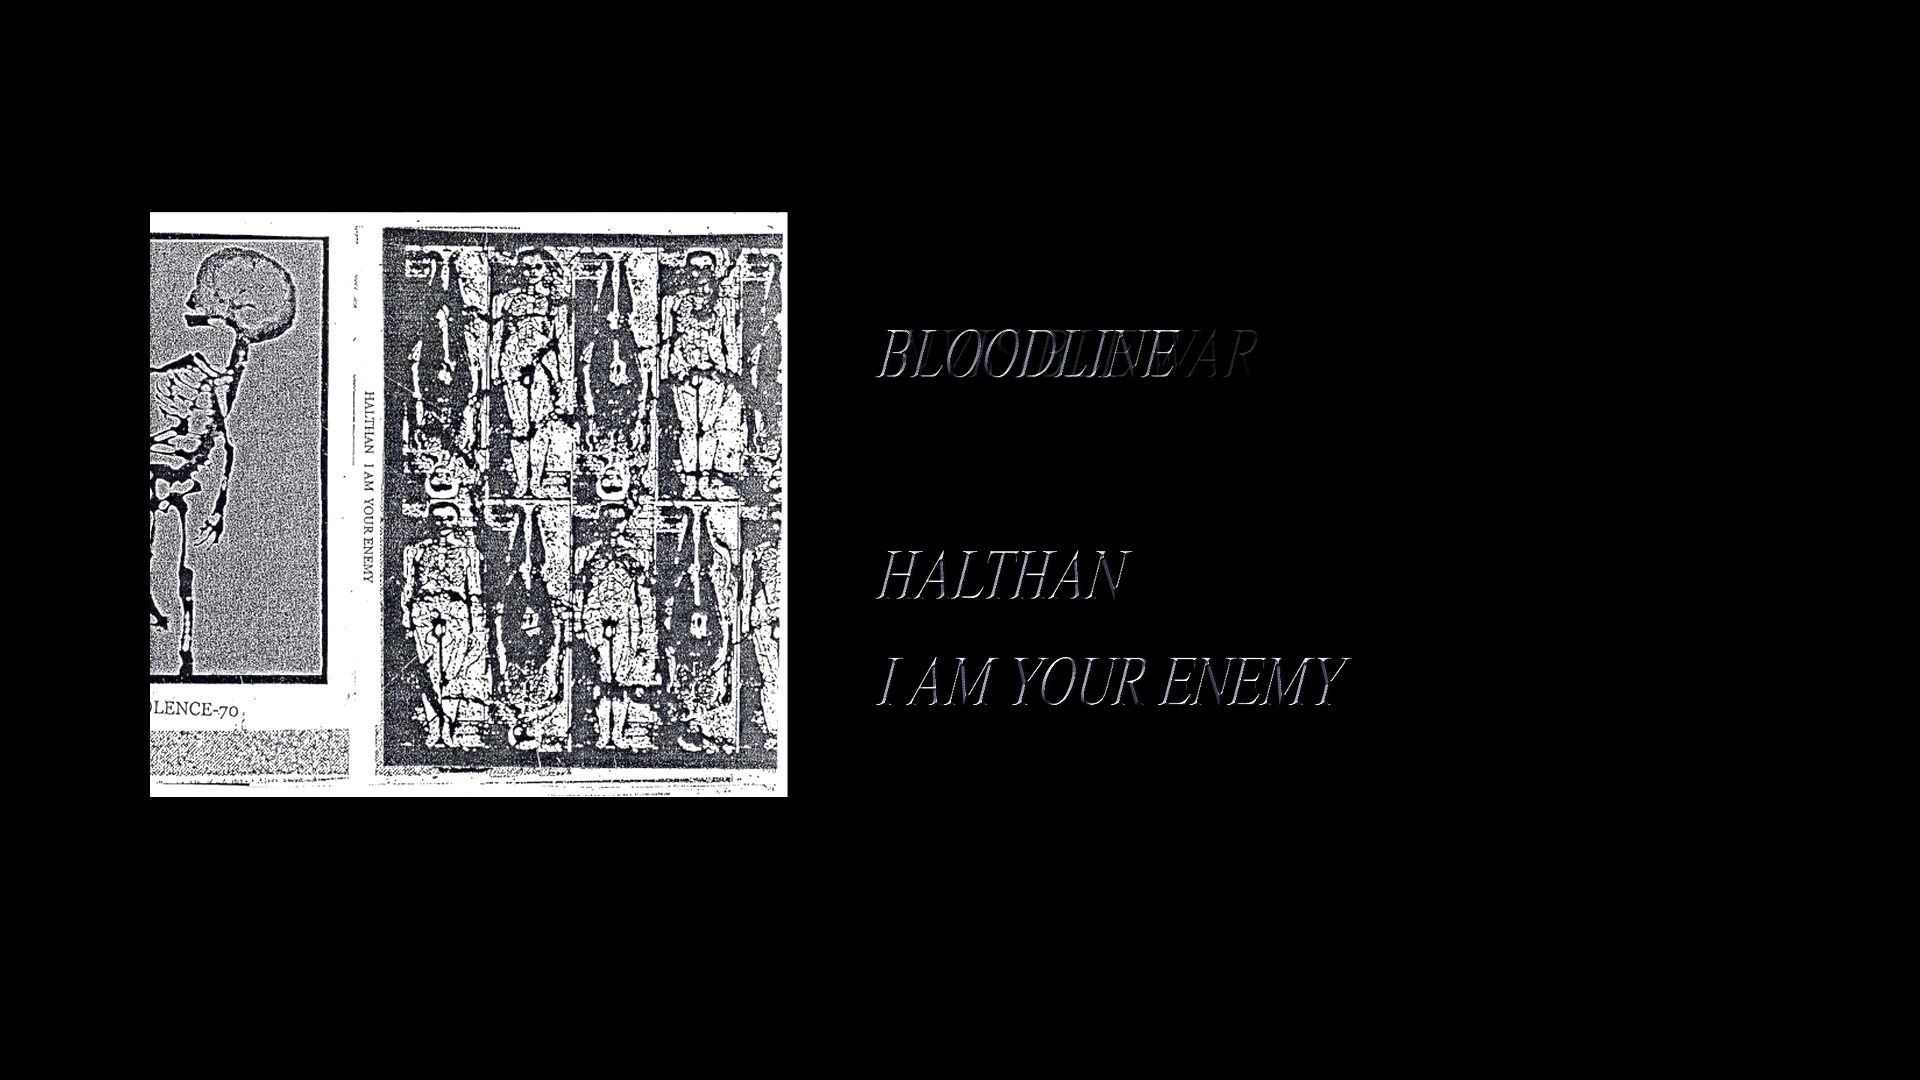 OLENCE-70
HALTHAN I AM YOUR ENEMY
BLOODLINE
HALTHAN
I AM YOUR ENEMY